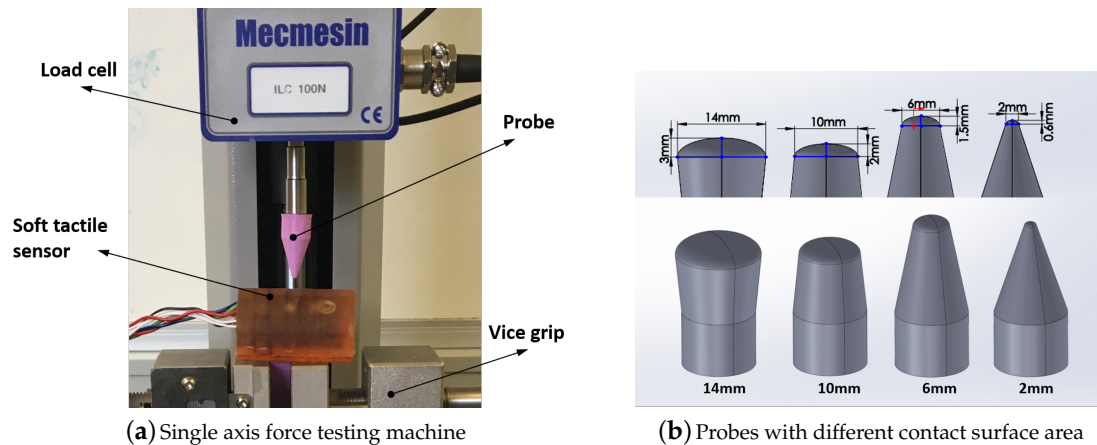 Mecmesin
ILC 100N
CE
Load cell
Probe
Soft tactile
sensor
Vice grip
(a) Single axis force testing machine
14mm
3mm
10mm
2mm
6mm
1.5mm
2mm
0.6mm
14mm
10mm
6mm
2mm
(b) Probes with different contact surface area